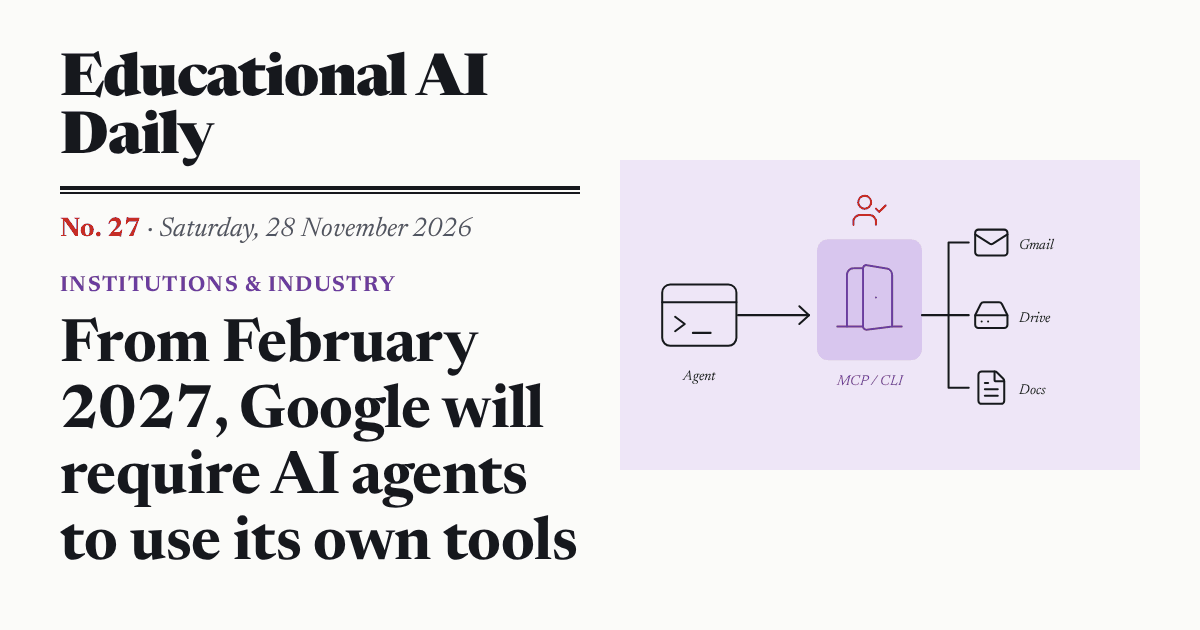 Educational AI
Daily
No. 27 · Saturday, 28 November 2026
INSTITUTIONS & INDUSTRY
From February
2027, Google will
require AI agents
to use its own tools
Agent
MCP / CLI
Gmail
Drive
Docs